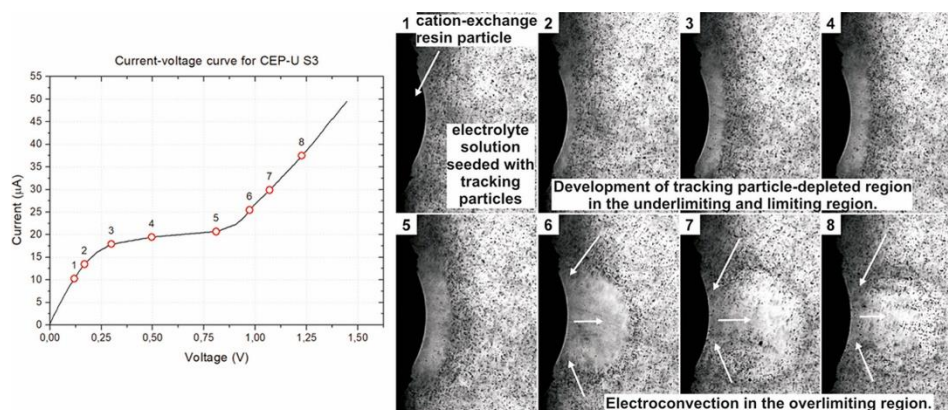 Current-voltage curve for CEP-U S3
Current (µA)
55
50
45
40
35
30
25
20
15
10
5
0
1
2
3
4
5
6
7
8
0,00 0,25 0,50 0,75 1,00 1,25 1,50
Voltage (V)
1 cation-exchange
resin particle
2
3
4
electrolyte
solution
seeded with
tracking
particles
Development of tracking particle-depleted region
in the underlimiting and limiting region.
5
6
7
8
Electroconvection in the overlimiting region.